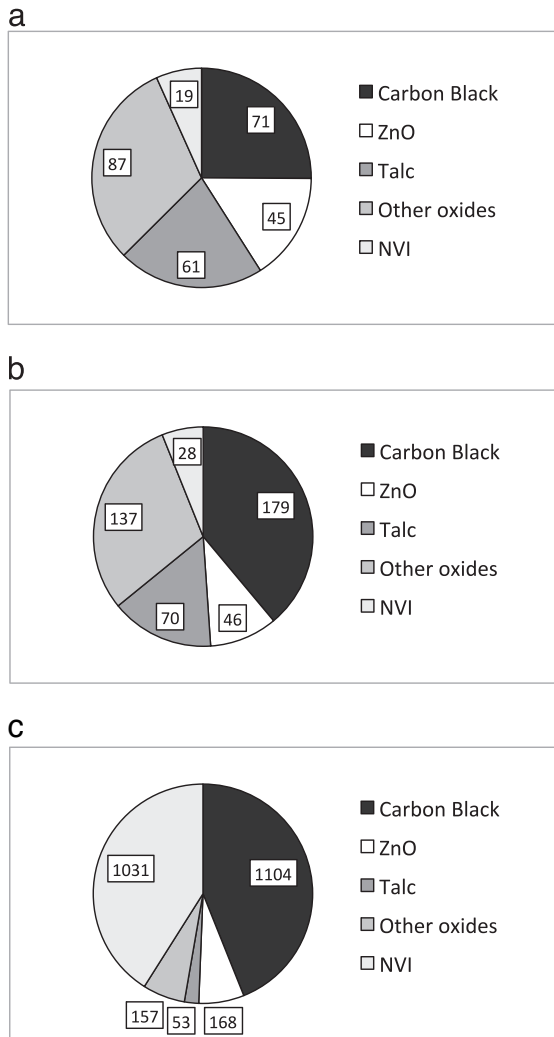 a
19
71
87
45
61
Carbon Black
ZnO
Talc
Other oxides
NVI
b
28
179
137
70
46
Carbon Black
ZnO
Talc
Other oxides
NVI
c
1031
1104
157
53
168
Carbon Black
ZnO
Talc
Other oxides
NVI